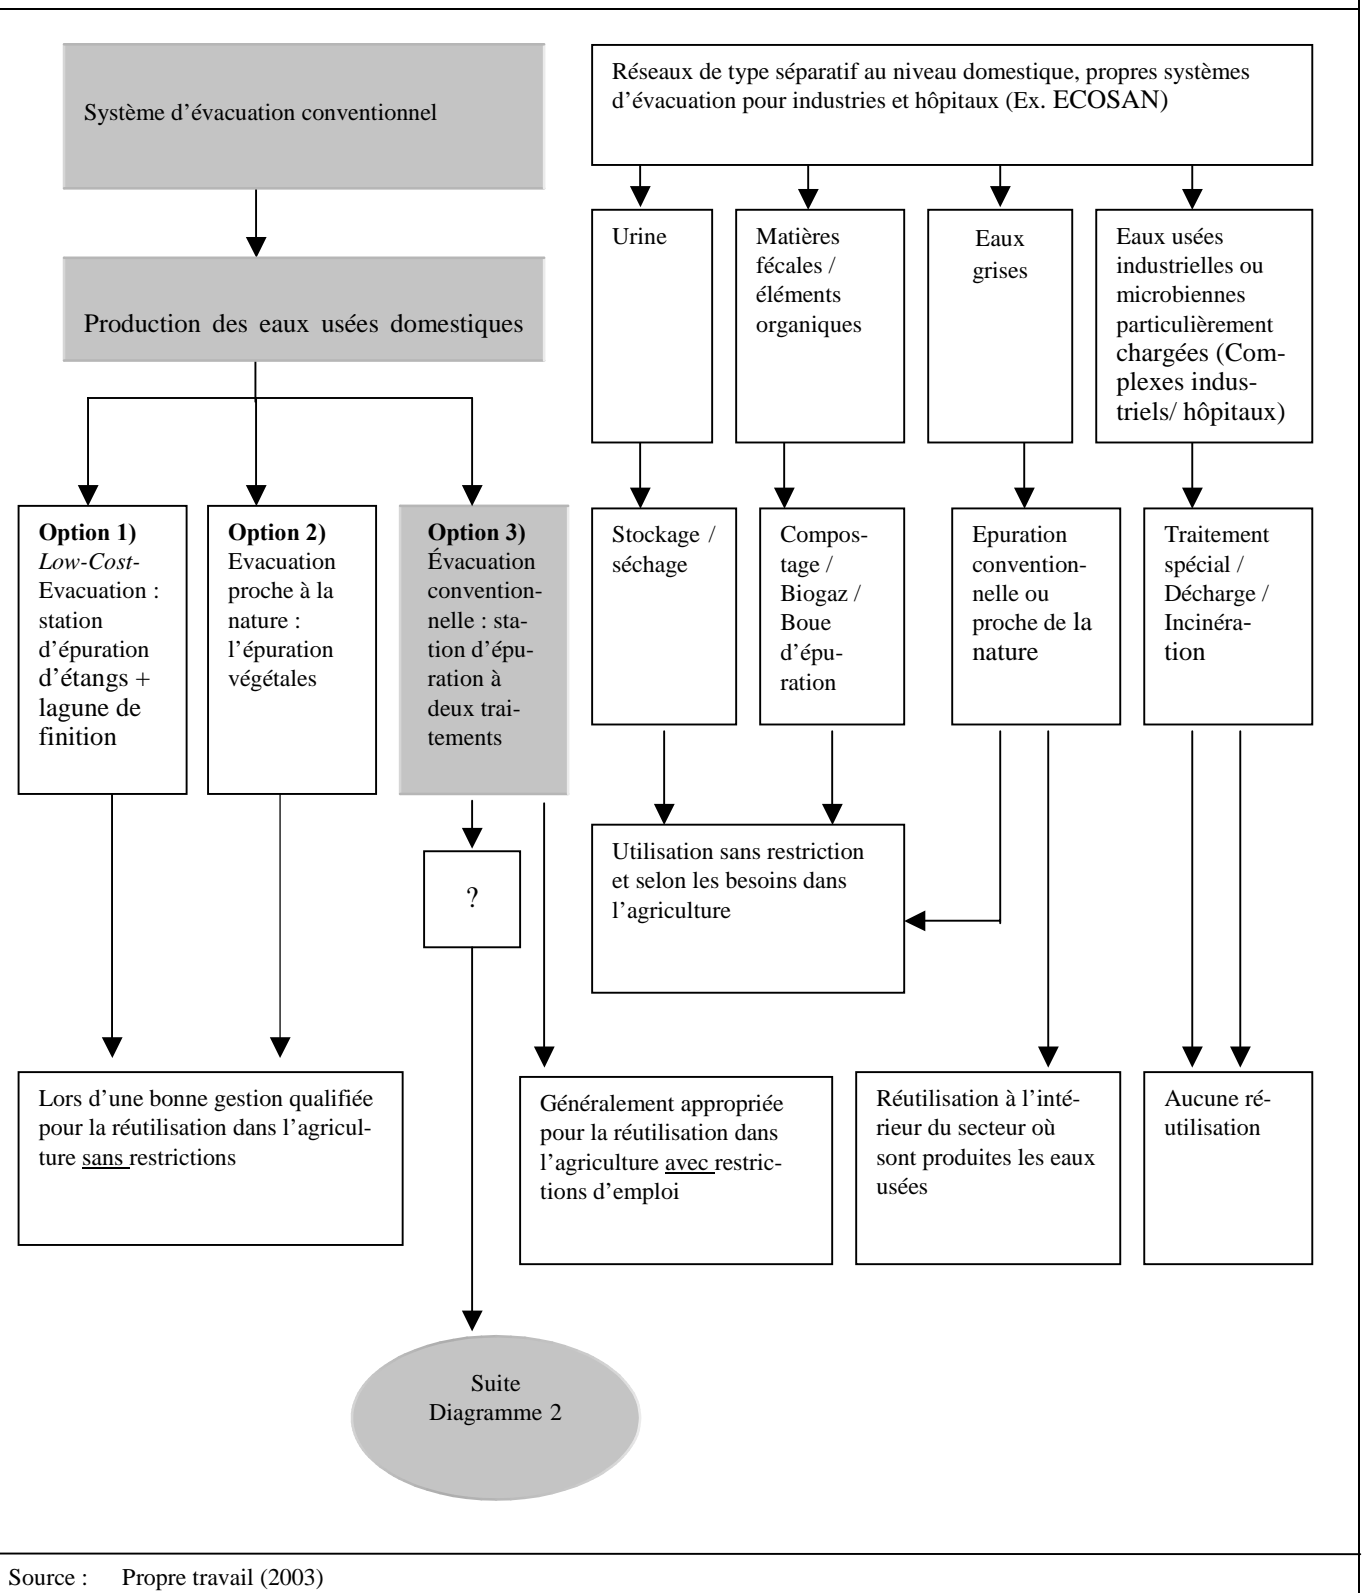 Système d’évacuation conventionnel
Réseaux de type séparatif au niveau domestique, propres systèmes
d’évacuation pour industries et hôpitaux (Ex. ECOSAN)
Production des eaux usées domestiques
Urine
Matières
fécales /
éléments
organiques
Eaux
grises
Eaux usées
industrielles ou
microbiennes
particulièrement
chargées (Com-
plexes indus-
triels/ hôpitaux)
Option 1)
Low-Cost-
Evacuation :
station
d’épuration
d’étangs +
lagune de
finition
Option 2)
Evacuation
proche à la
nature :
l’épuration
végétales
Option 3)
Évacuation
convention-
nelle : sta-
tion d’épu-
ration à
deux trai-
tements
Stockage /
séchage
Compos-
tage /
Biogaz /
Boue
d’épu-
ration
Epuration
convention-
nelle ou
proche de la
nature
Traitement
spécial /
Décharge /
Incinéra-
tion
?
Utilisation sans restriction
et selon les besoins dans
l’agriculture
Lors d’une bonne gestion qualifiée
pour la réutilisation dans l’agricul-
ture sans restrictions
Généralement appropriée
pour la réutilisation dans
l’agriculture avec restric-
tions d’emploi
Réutilisation à l’inté-
rieur du secteur où
sont produites les eaux
usées
Aucune ré-
utilisation
Suite
Diagramme 2
Source : Propre travail (2003)